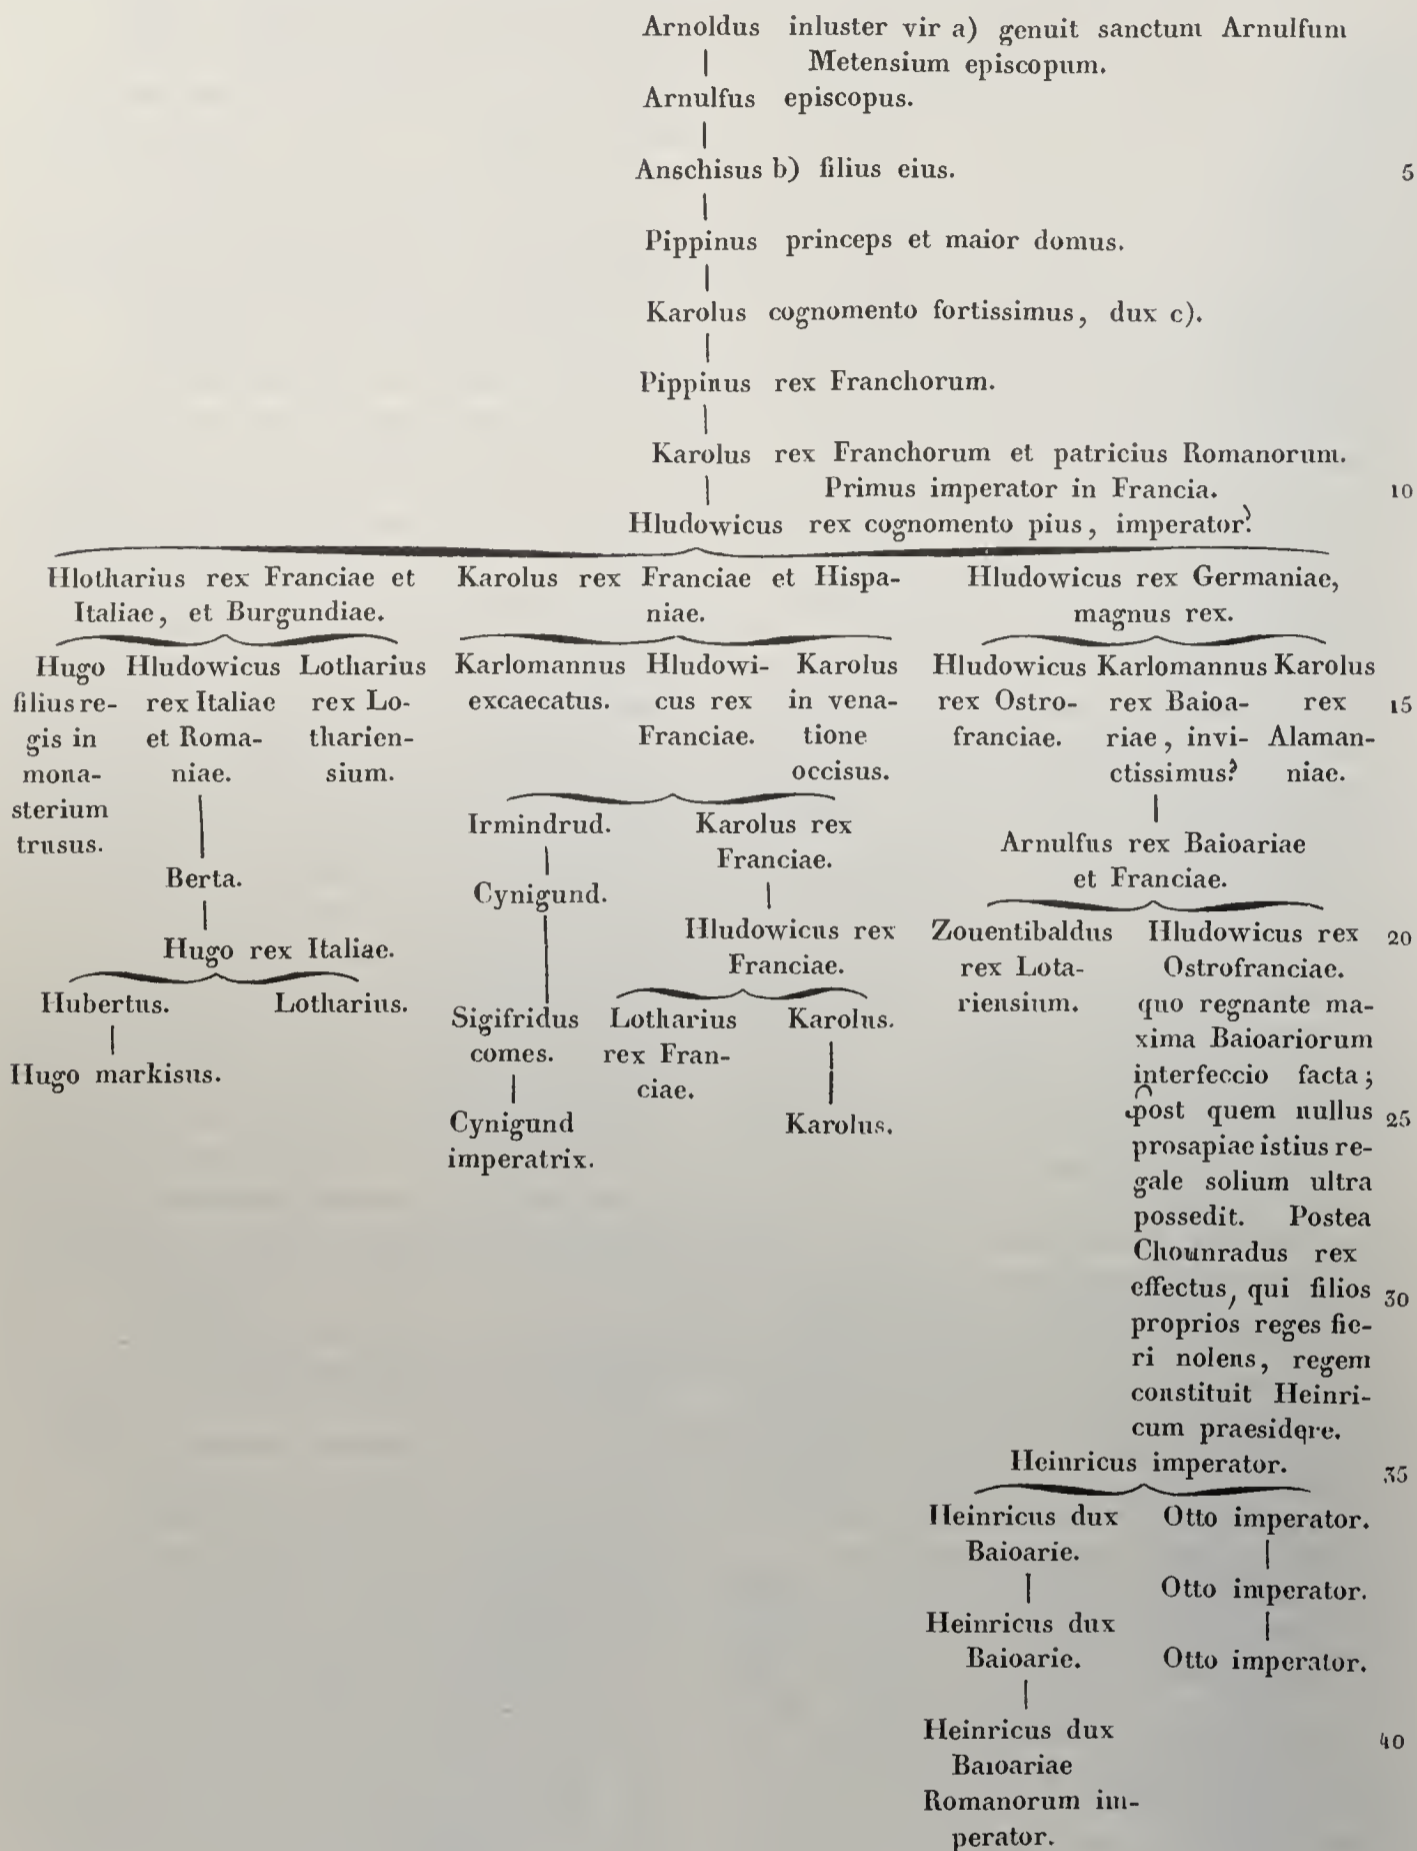 Arnoldus inluster vir a) genuit sanctum Arnulfum
Metensium episcopum.
Arnulfus episcopus.
Anschisus b) filius eius. 5
Pippinus princeps et maior domus.
Karolus cognomento fortissimus, dux c).
Pippinus rex Franchorum.
Karolus rex Franchorum et patricius Romanorum.
Primus imperator in Francia. 10
Hludowicus rex cognomento pius, imperator.
Hlotharius rex Franciae et
Italiae, et Burgundiae.
Karolus rex Franciae et Hispa-
niae.
Hludowicus rex Germaniae,
magnus rex.
Hugo
filius re-
gis in
mona-
sterium
trusus.
Hludowicus
rex Italiae
et Roma-
niae.
Lotharius
rex Lo-
tharien-
sium.
Karlomannus
excaecatus.
Hludowi-
cus rex
Franciae.
Karolus
in vena-
tione
occisus.
Hludowicus
rex Ostro-
franciae.
Karlomannus
rex Baioa-
riae, invi-
ctissimus?
Karolus
rex 15
Alaman-
niae.
Berta.
Hugo rex Italiae.
Hubertus.
Lotharius.
Hugo markisus.
Irmindrud.
Cynigund.
Sigifridus
comes.
Cynigund
imperatrix.
Karolus rex
Franciae.
Hludowicus rex
Franciae.
Lotharius
rex Fran-
ciae.
Karolus.
Karolus.
Arnulfus rex Baioariae
et Franciae.
Zouentibaldus
rex Lota-
riensium.
Hludowicus rex 20
Ostrofranciae.
quo regnante ma-
xima Baioariorum
interfeccio facta;
post quem nullus 25
prosapiae istius re-
gale solium ultra
possedit. Postea
Chounradus rex
effectus, qui filios 30
proprios reges fie-
ri nolens, regem
constituit Heinri-
cum praesidere.
Heinricus imperator. 35
Heinricus dux
Baioarie.
Heinricus dux
Baioarie.
Heinricus dux 40
Baioariae
Romanorum im-
perator.
Otto imperator.
Otto imperator.
Otto imperator.